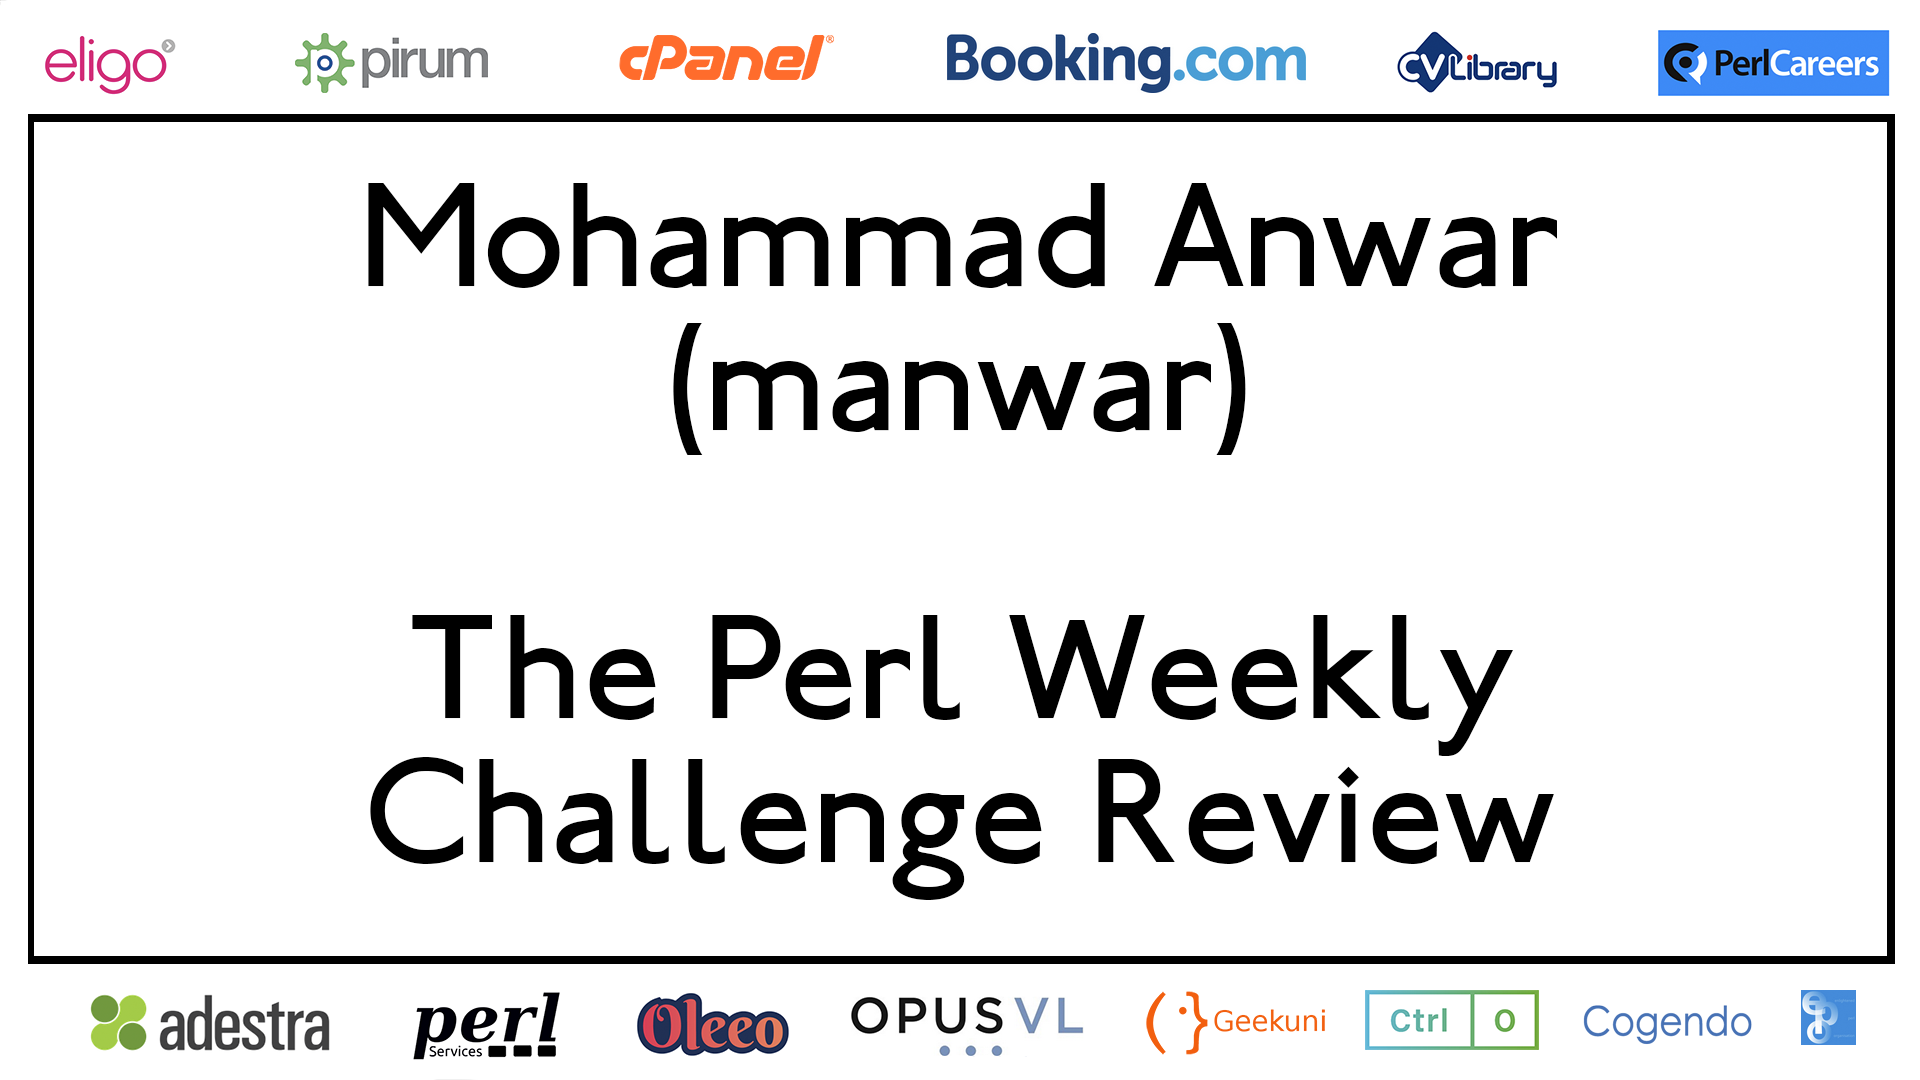 eligo
pirum
cPanel®
Booking.com
CVLibrary
PerlCareers
Mohammad Anwar
(manwar)
The Perl Weekly
Challenge Review
adestra
perl
Services
Oleeo
OPUS VL
Geekuni
Ctrl O
Cogendo
epo